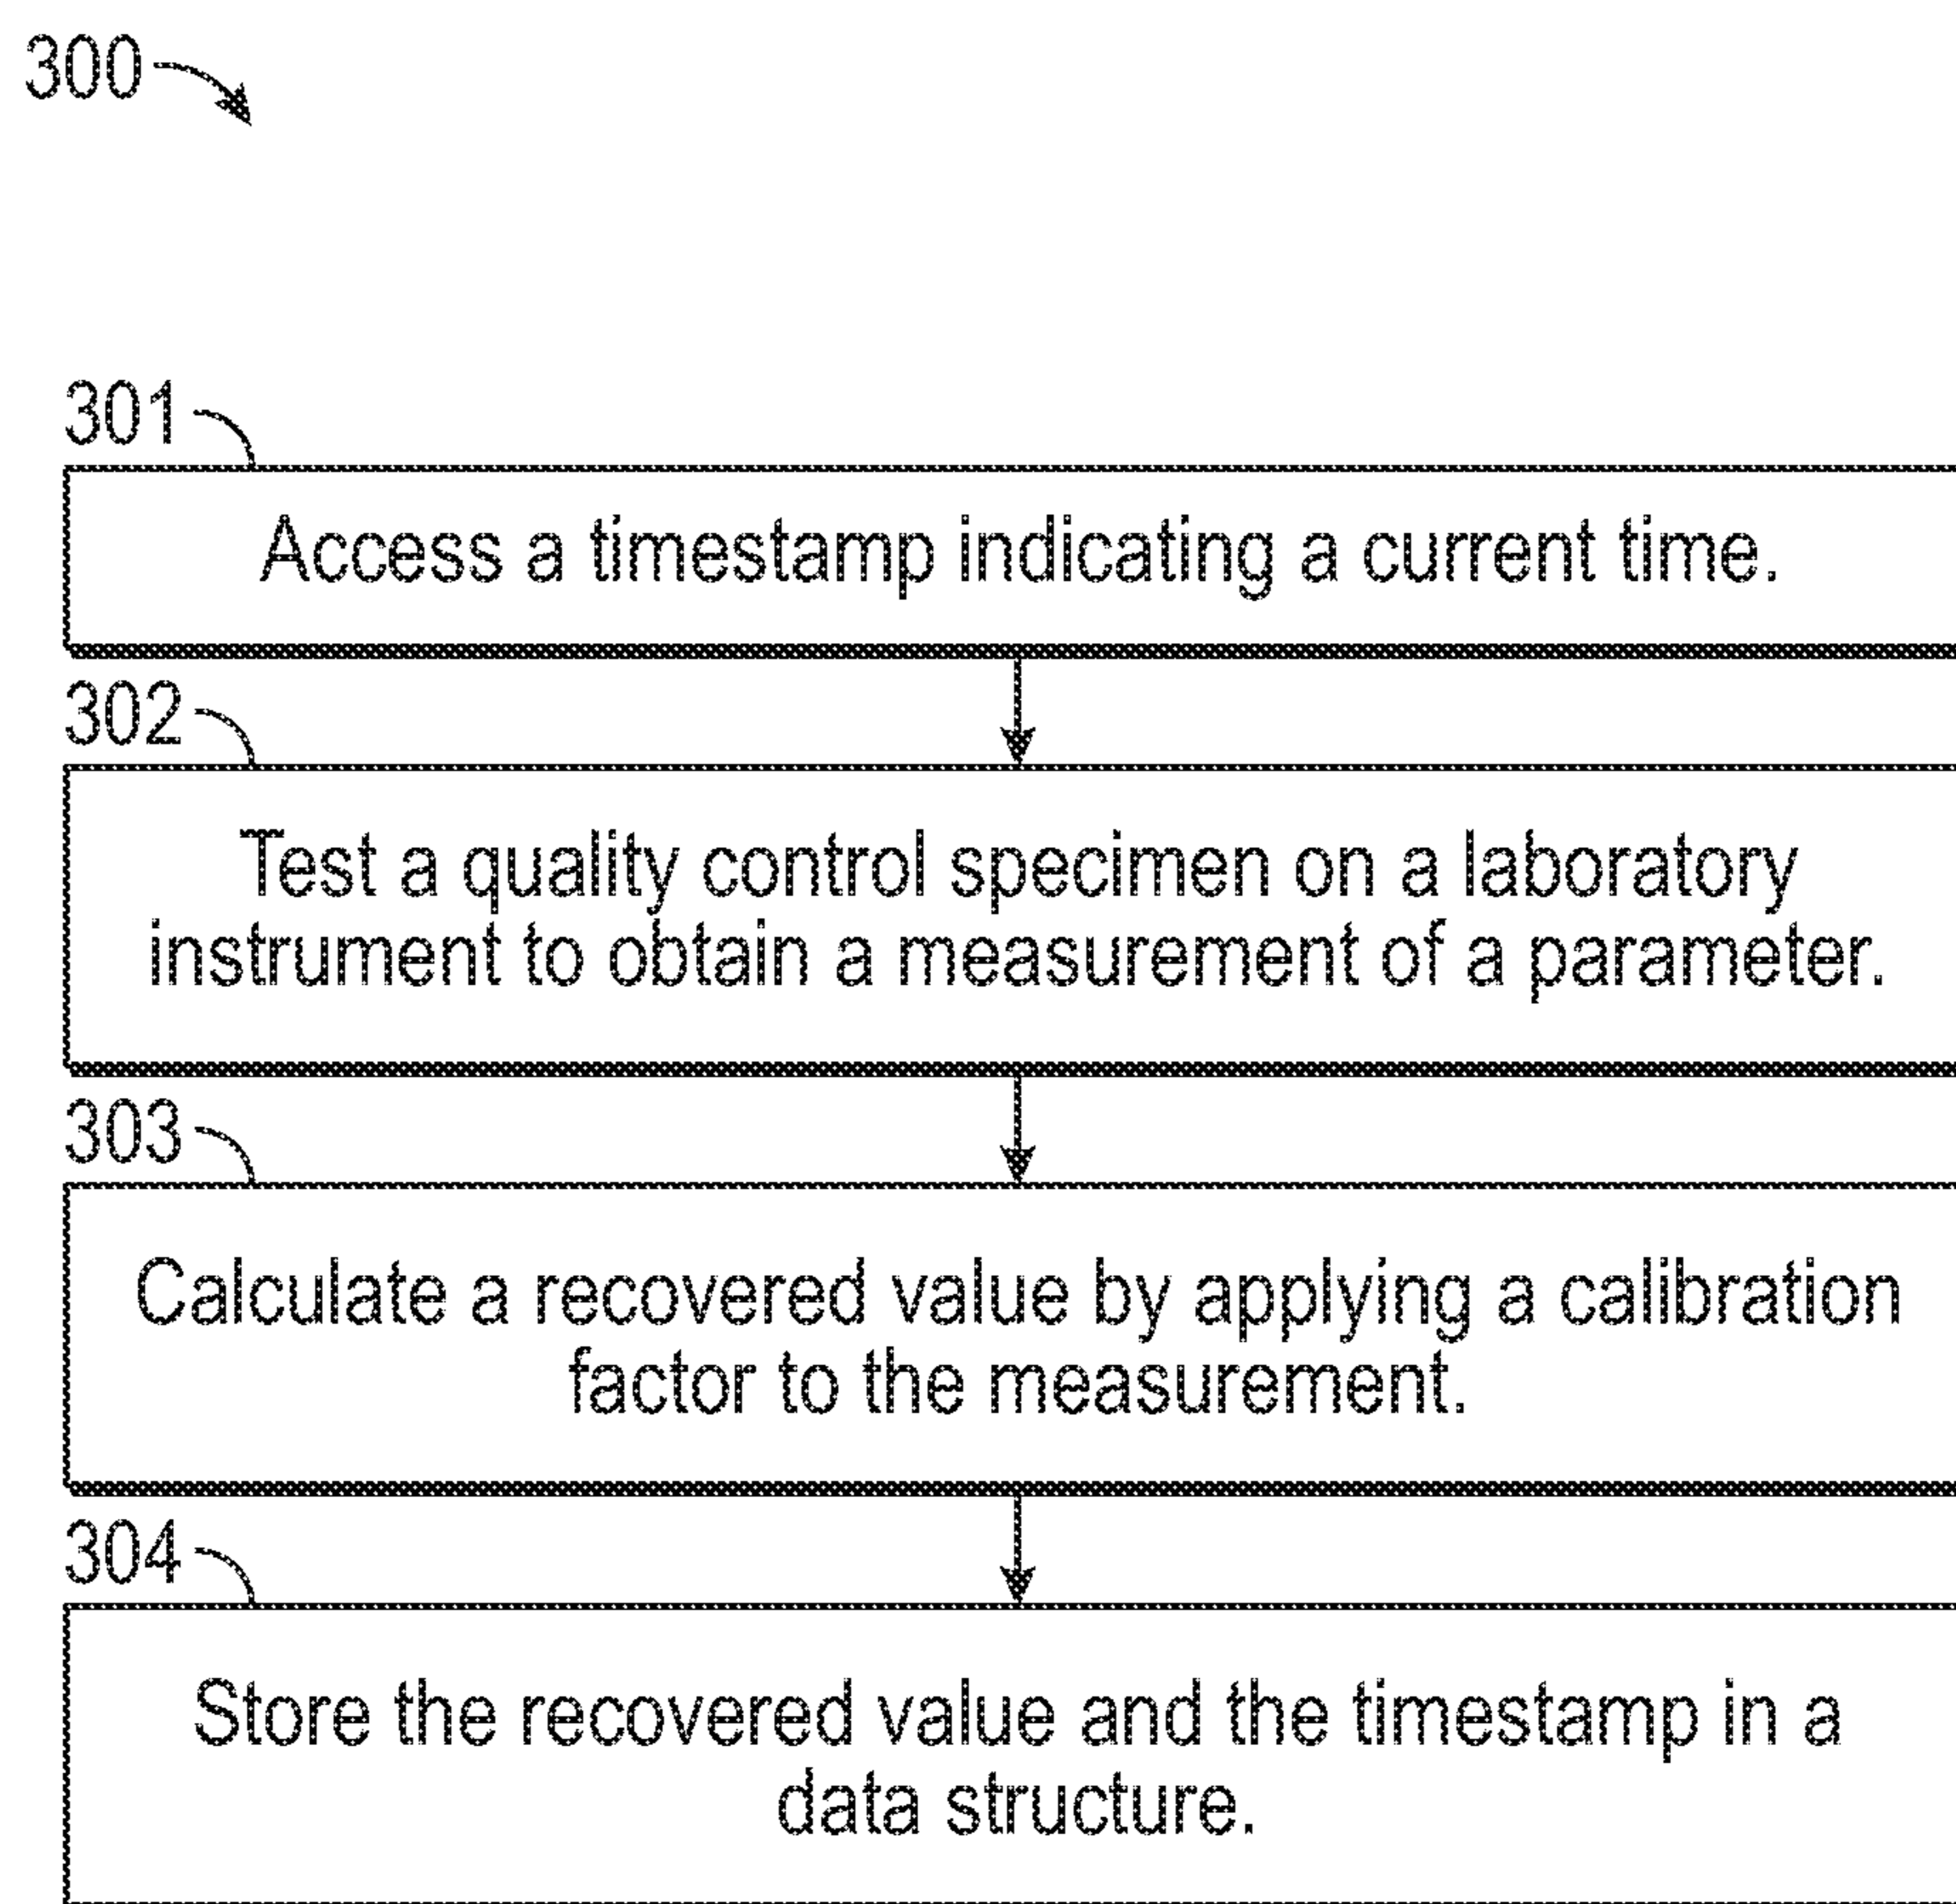 300
301
Access a timestamp indicating a current time.
302
Test a quality control specimen on a laboratory
instrument to obtain a measurement of a parameter.
303
Calculate a recovered value by applying a calibration
factor to the measurement.
304
Store the recovered value and the timestamp in a
data structure.